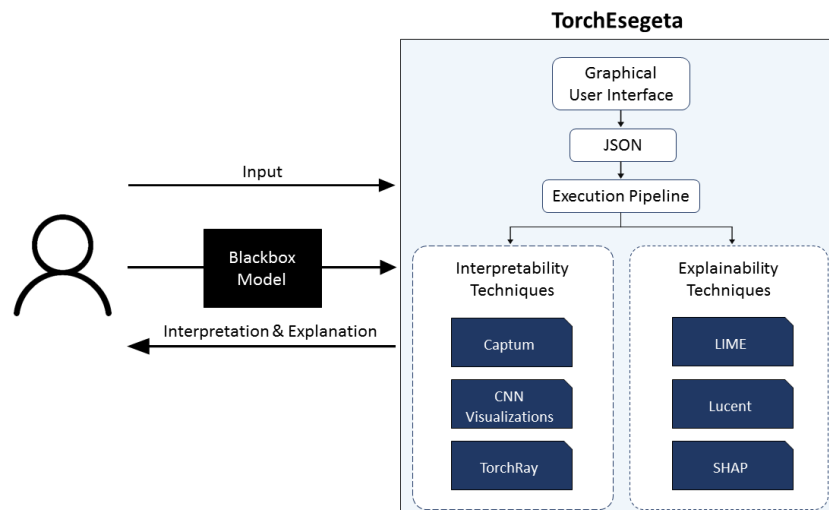 TorchEsegeta
Graphical
User Interface
JSON
Execution Pipeline
Input
Blackbox
Model
Interpretation & Explanation
Interpretability
Techniques
Captum
CNN
Visualizations
TorchRay
Explainability
Techniques
LIME
Lucent
SHAP